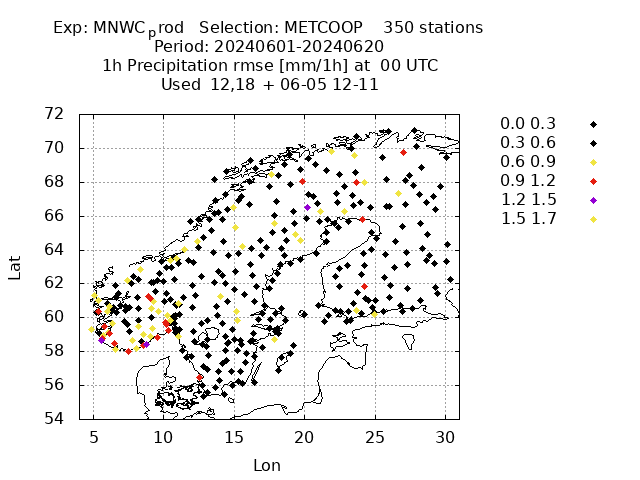 Exp: MNWC_prod   Selection: METCOOP    350 stations
Period: 20240601-20240620
1h Precipitation rmse [mm/1h] at  00 UTC
Used  12,18 + 06-05 12-11
72
70
68
66
64
62
60
58
56
54
5 10 15 20 25 30
Lat
Lon
0.0 0.3
0.3 0.6
0.6 0.9
0.9 1.2
1.2 1.5
1.5 1.7